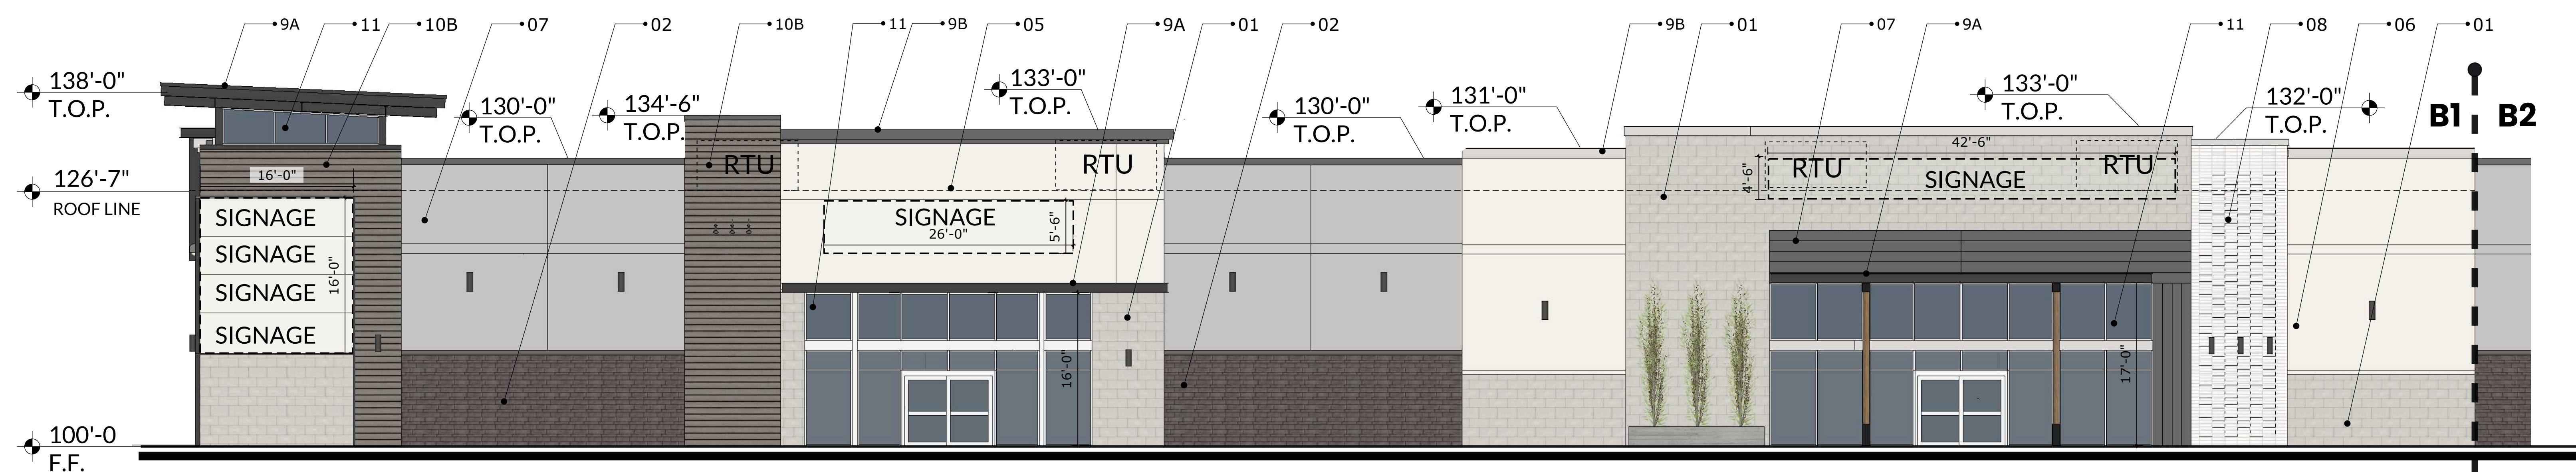 9A 11 10B 07 02 10B 11 9B 05 9A 01 02 9B 01 07 9A 11 08 06 01
138'-0"
T.O.P.
130'-0"
T.O.P.
134'-6"
T.O.P.
133'-0"
T.O.P.
130'-0"
T.O.P.
131'-0"
T.O.P.
133'-0"
T.O.P.
132'-0"
T.O.P.
B1 B2
126'-7"
ROOF LINE
100'-0
F.F.
16'-0"
SIGNAGE
SIGNAGE
SIGNAGE
SIGNAGE
16'-0"
RTU
RTU
SIGNAGE
26'-0"
5'-6"
16'-0"
42'-6"
4'-6"
RTU
RTU
SIGNAGE
17'-0"